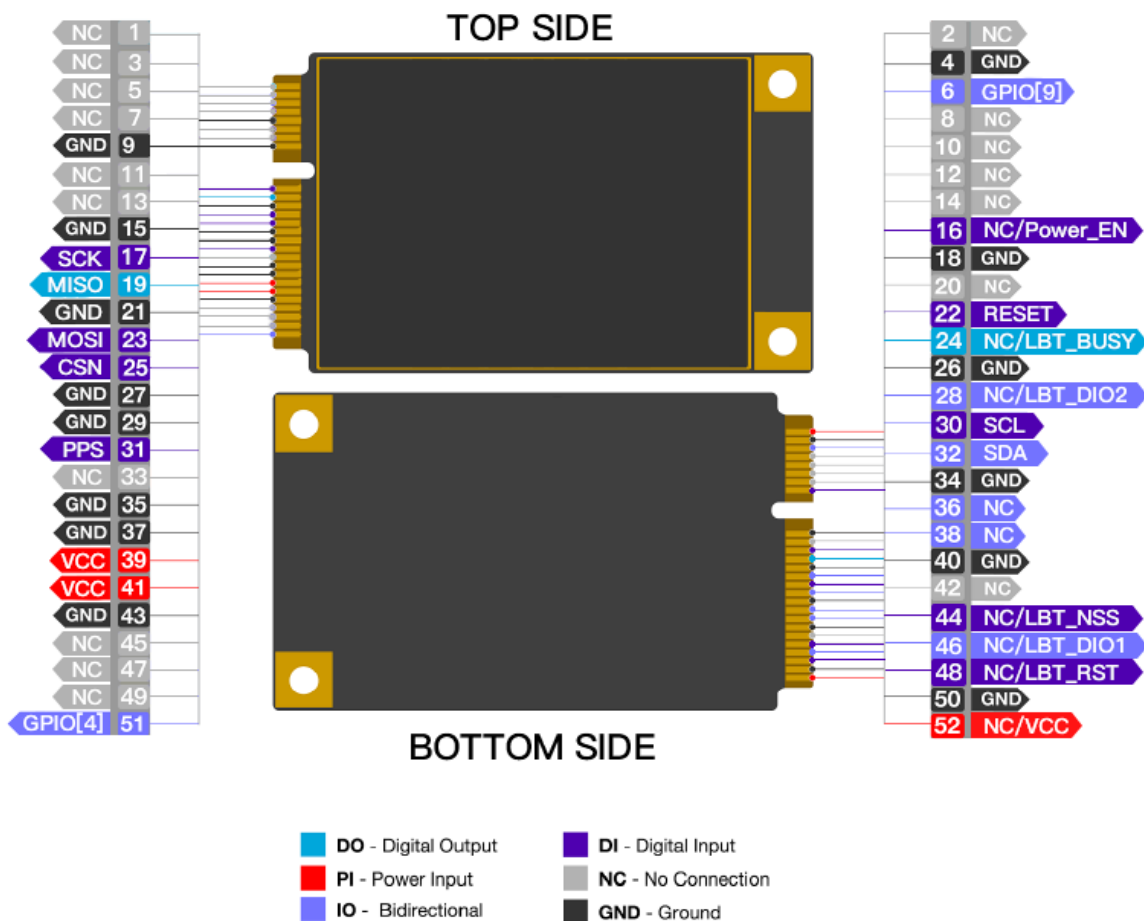 TOP SIDE
NC 1
NC 3
NC 5
NC 7
GND 9
NC 11
NC 13
GND 15
SCK 17
MISO 19
GND 21
MOSI 23
CSN 25
GND 27
GND 29
PPS 31
NC 33
GND 35
GND 37
VCC 39
VCC 41
GND 43
NC 45
NC 47
NC 49
GPIO[4] 51
2 NC
4 GND
6 GPIO[9]
8 NC
10 NC
12 NC
14 NC
16 NC/Power_EN
18 GND
20 NC
22 RESET
24 NC/LBT_BUSY
26 GND
28 NC/LBT_DIO2
30 SCL
32 SDA
34 GND
36 NC
38 NC
40 GND
42 NC
44 NC/LBT_NSS
46 NC/LBT_DIO1
48 NC/LBT_RST
50 GND
52 NC/VCC
BOTTOM SIDE
DO - Digital Output
PI - Power Input
IO - Bidirectional
DI - Digital Input
NC - No Connection
GND - Ground